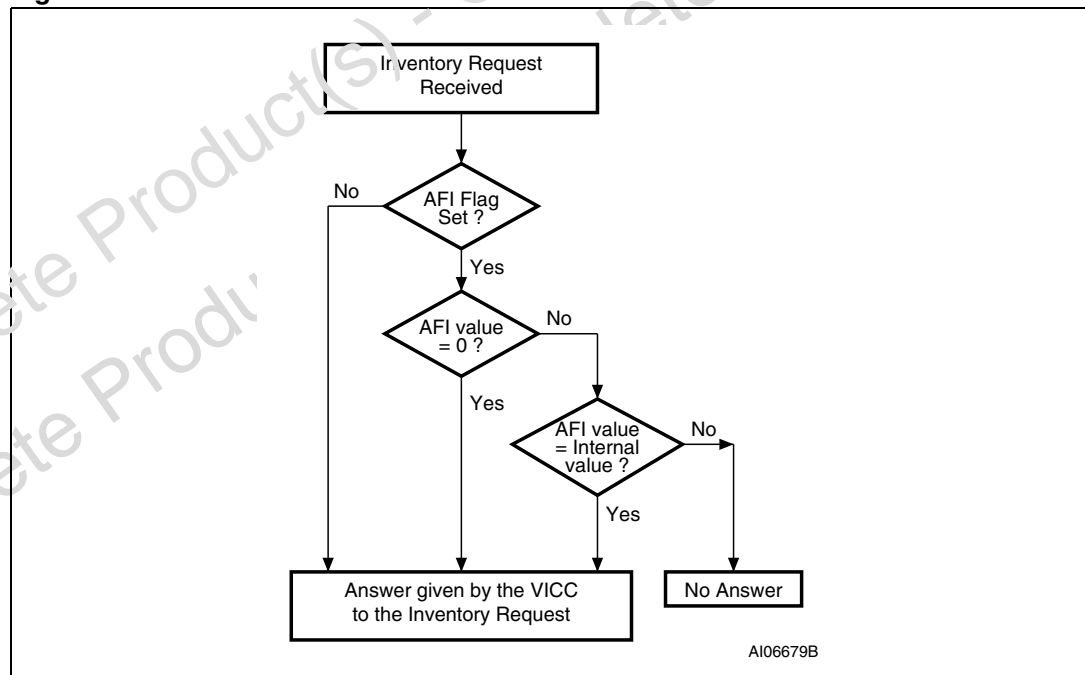 Inventory Request
Received
No
AFI Flag
Set ?
Yes
AFI value
= 0 ?
No
Yes
AFI value
= Internal
value ?
No
Yes
Answer given by the VICC
to the Inventory Request
No Answer
AI06679B
Product(s) -